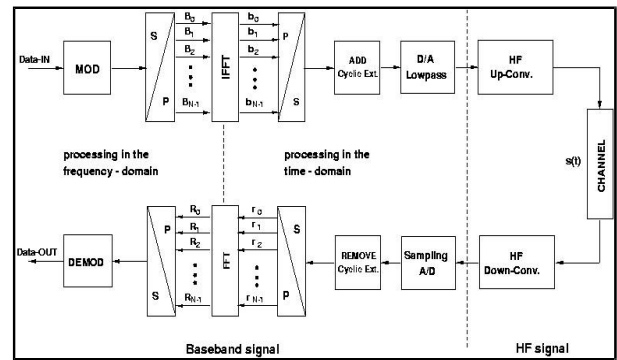 Data-IN
MOD
S
P
B0
B1
B2
BN-1
IFFT
b0
b1
b2
bN-1
P
S
ADD
Cyclic Ext.
D/A
Lowpass
HF
Up-Conv.
processing in the
frequency - domain
processing in the
time - domain
s(t)
CHANNEL
Data-OUT
DEMOD
P
S
R0
R1
R2
RN-1
FFT
r0
r1
r2
rN-1
S
P
REMOVE
Cyclic Ext.
Sampling
A/D
HF
Down-Conv.
Baseband signal
HF signal